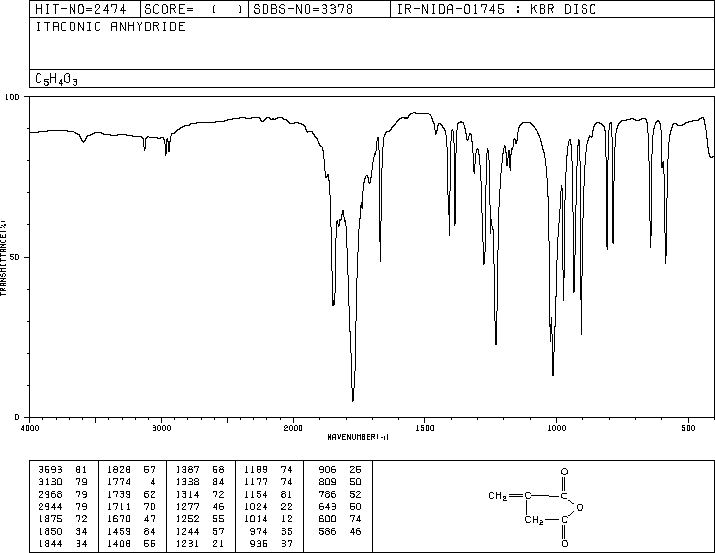 HIT-NO=2474 SCORE= ( ) SDBS-NO=3378 IR-NIDA-01745 : KBR DISC
ITACONIC ANHYDRIDE
C5H4O3
100
TRANSMITTANCE(%)
50
0
4000 3000 2000 1500 1000 500
WAVENUMBER(-1)
3593 81 1828 57 1387 58 1189 74 906 25
3130 79 1774 4 1338 84 1177 74 809 50
2968 79 1739 62 1314 72 1154 81 786 52
2944 79 1711 70 1277 46 1024 22 643 50
1875 72 1670 47 1252 55 1014 12 600 74
1850 34 1459 84 1244 57 974 35 586 46
1844 34 1408 55 1231 21 936 37
O
CH2 C C
O
CH2 C
O